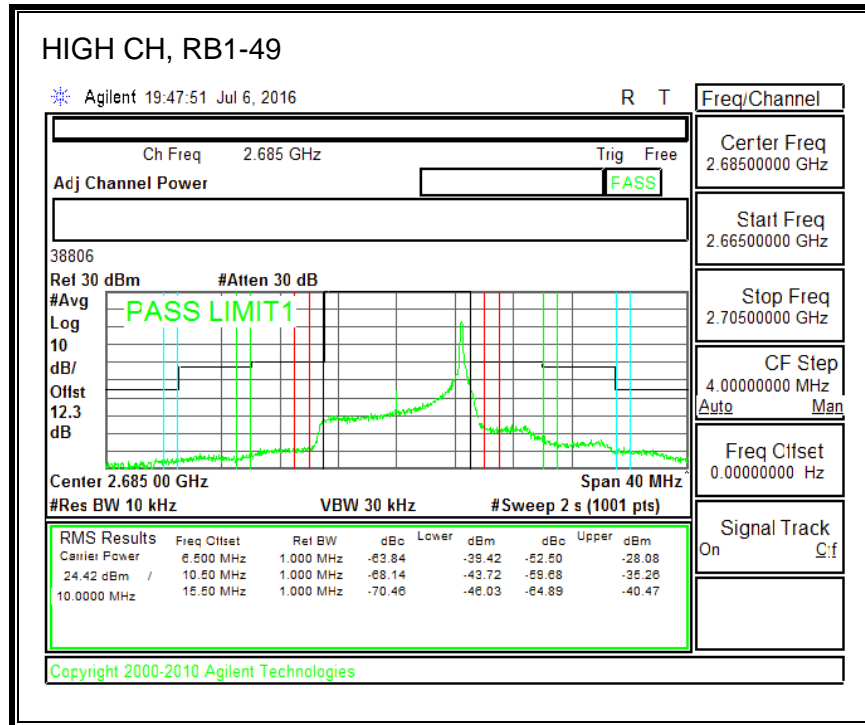 HIGH CH, RB1-49
Agilent 19:47:51 Jul 6, 2016 R T
Freq/Channel
Ch Freq 2.685 GHz Trig Free
Adj Channel Power PASS
Center Freq
2.68500000 GHz
Start Freq
2.66500000 GHz
Stop Freq
2.70500000 GHz
CF Step
4.00000000 MHz
Auto Man
Freq Offset
0.00000000 Hz
Signal Track
On Off
38806
Ref 30 dBm #Atten 30 dB
#Avg
Log
10
dB/
Offst
12.3
dB
PASS LIMIT1
Center 2.685 00 GHz Span 40 MHz
#Res BW 10 kHz VBW 30 kHz #Sweep 2 s (1001 pts)
RMS Results Freq Offset Ref BW dBc Lower dBm dBc Upper dBm
Carrier Power 6.500 MHz 1.000 MHz -63.84 -39.42 -52.50 -28.08
24.42 dBm / 10.50 MHz 1.000 MHz -68.14 -43.72 -59.68 -35.26
10.0000 MHz 15.50 MHz 1.000 MHz -70.46 -46.03 -64.89 -40.47
Copyright 2000-2010 Agilent Technologies